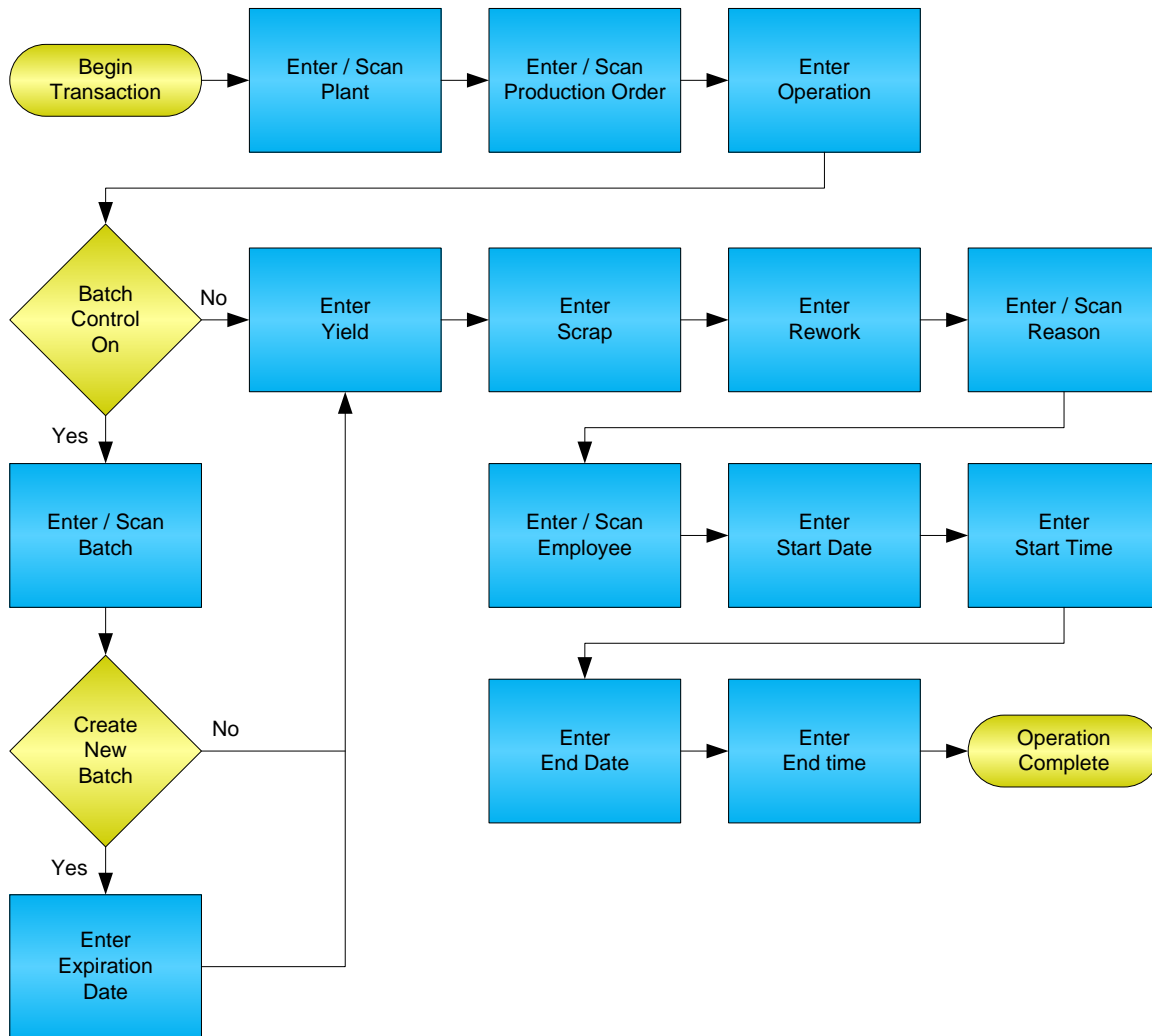 Begin
Transaction
Enter / Scan
Plant
Enter / Scan
Production Order
Enter
Operation
Batch
Control
On
No
Yes
Enter
Yield
Enter
Scrap
Enter
Rework
Enter / Scan
Reason
Enter / Scan
Batch
Enter / Scan
Employee
Enter
Start Date
Enter
Start Time
Create
New
Batch
No
Yes
Enter
End Date
Enter
End time
Operation
Complete
Enter
Expiration
Date